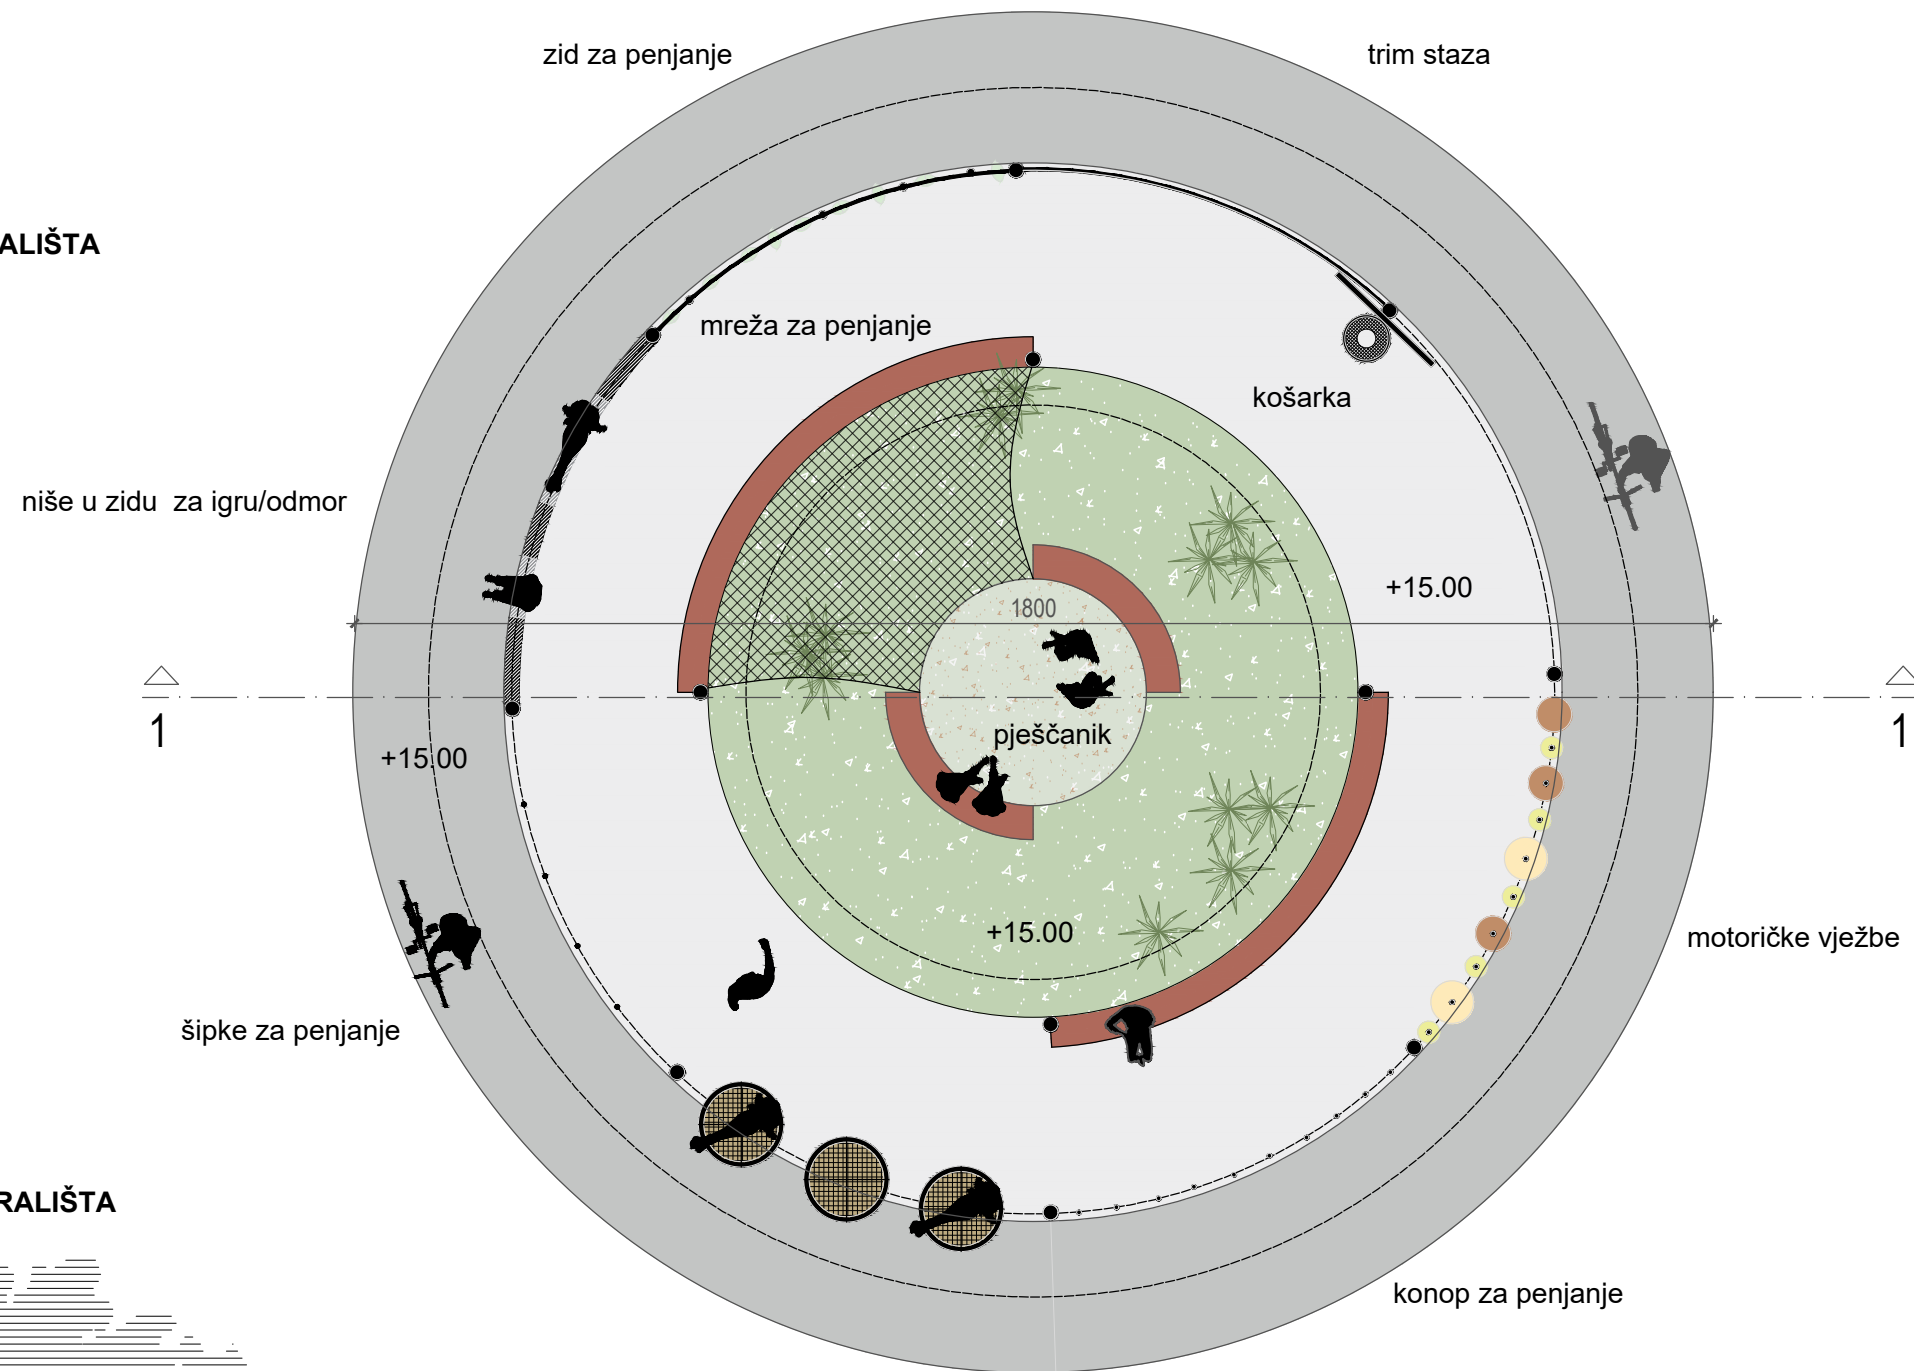 zid za penjanje
trim staza
ALIŠTA
mreža za penjanje
košarka
niše u zidu  za igru/odmor
+15.00
1800
1
pješčanik
1
+15.00
+15.00
motoričke vježbe
šipke za penjanje
RALIŠTA
konop za penjanje